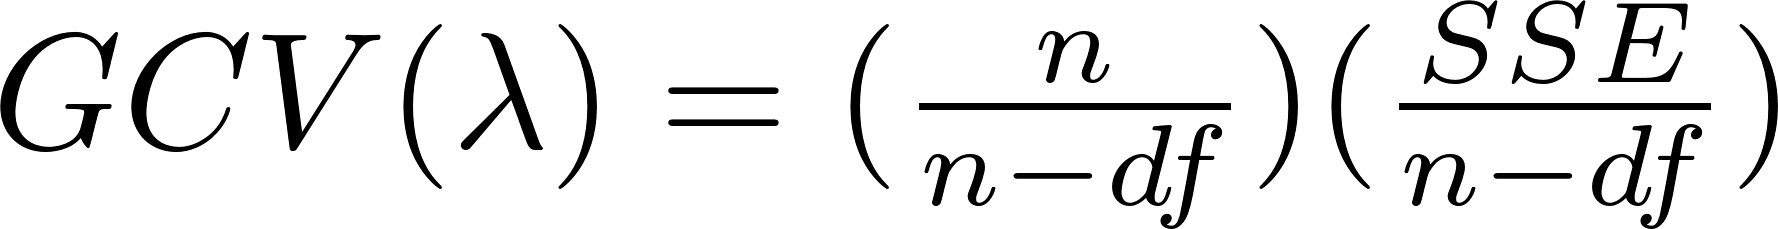 GCV(λ) = (n/(n−df))(SSE/(n−df))